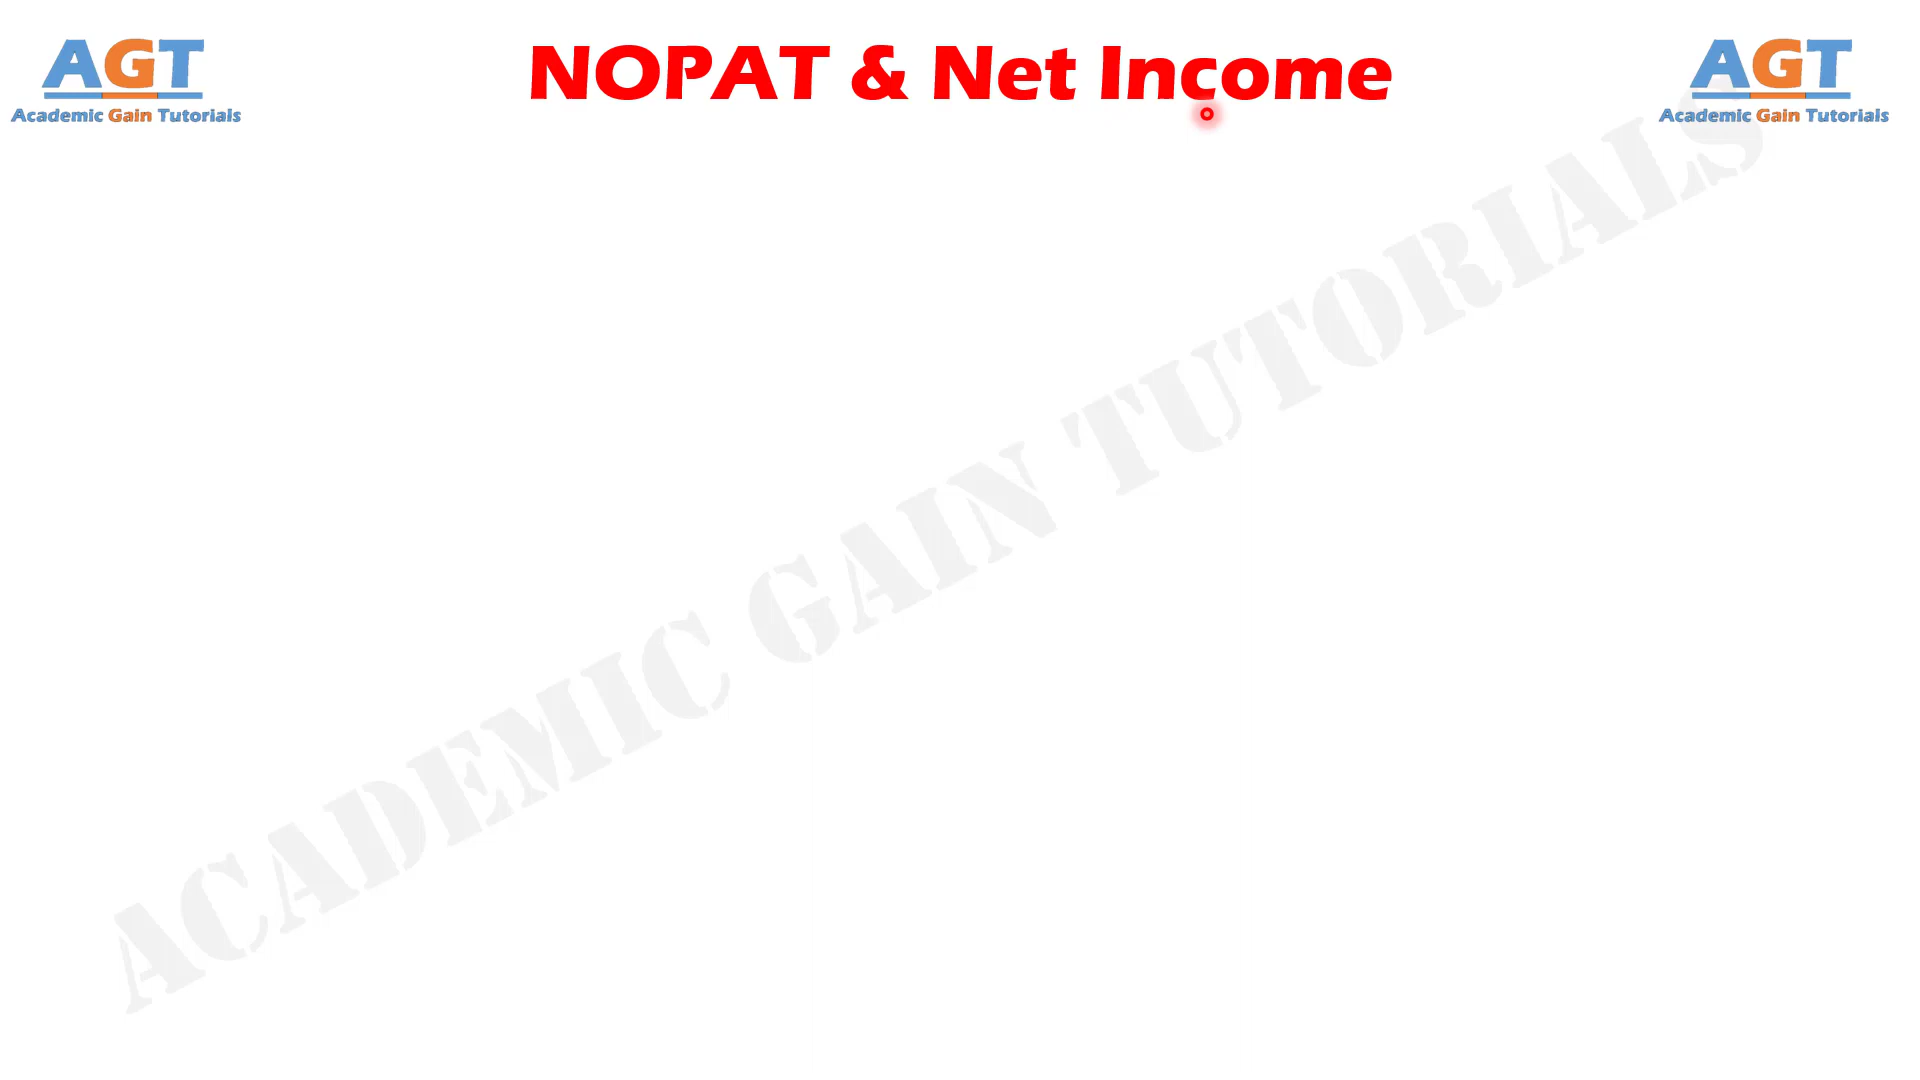 AGT
Academic Gain Tutorials
NOPAT & Net Income
AGT
Academic Gain Tutorials
ACADEMIC GAIN TUTORIALS